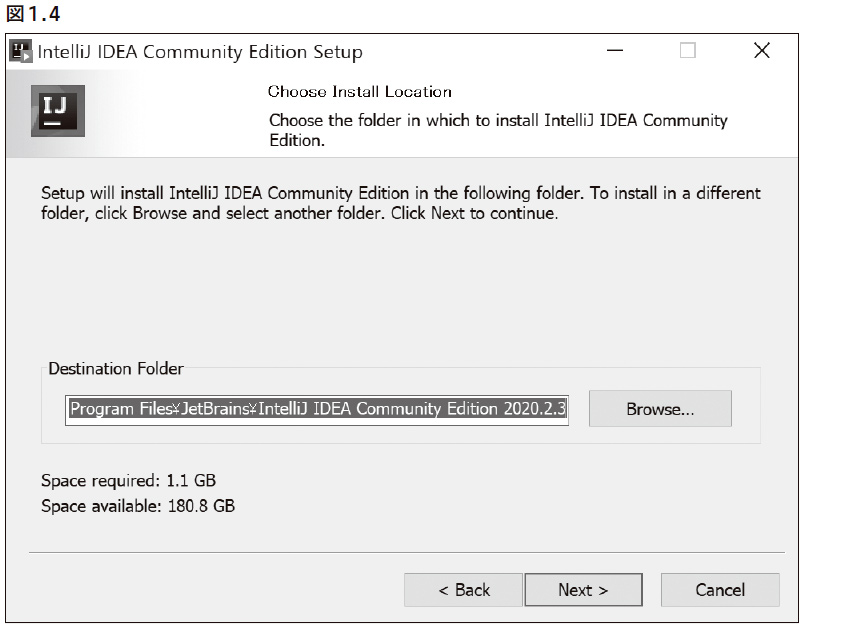 図1.4
IntelliJ IDEA Community Edition Setup
IJ
Choose Install Location
Choose the folder in which to install IntelliJ IDEA Community
Edition.
Setup will install IntelliJ IDEA Community Edition in the following folder. To install in a different
folder, click Browse and select another folder. Click Next to continue.
Destination Folder
Program Files¥JetBrains¥IntelliJ IDEA Community Edition 2020.2.3
Browse...
Space required: 1.1 GB
Space available: 180.8 GB
< Back
Next >
Cancel